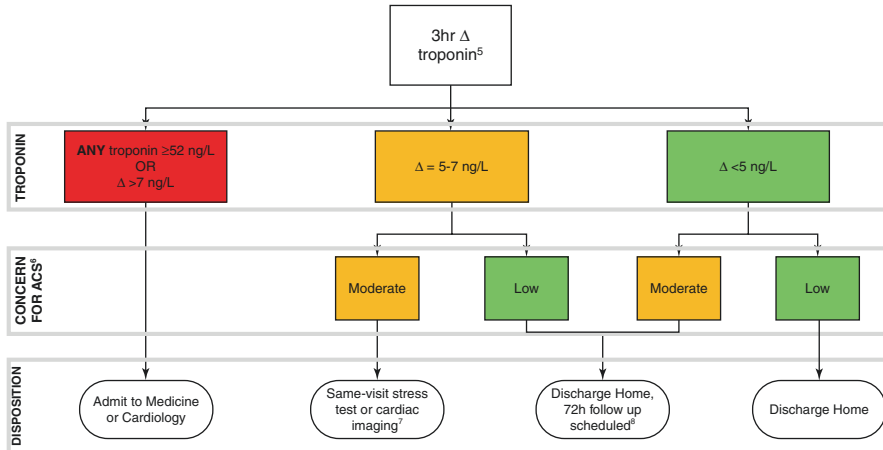 3hr Δ
troponin⁵
TROPONIN
ANY troponin ≥52 ng/L
OR
Δ >7 ng/L
Δ = 5-7 ng/L
Δ <5 ng/L
CONCERN
FOR ACS⁶
Moderate
Low
Moderate
Low
DISPOSITION
Admit to Medicine
or Cardiology
Same-visit stress
test or cardiac
imaging⁷
Discharge Home,
72h follow up
scheduled⁸
Discharge Home